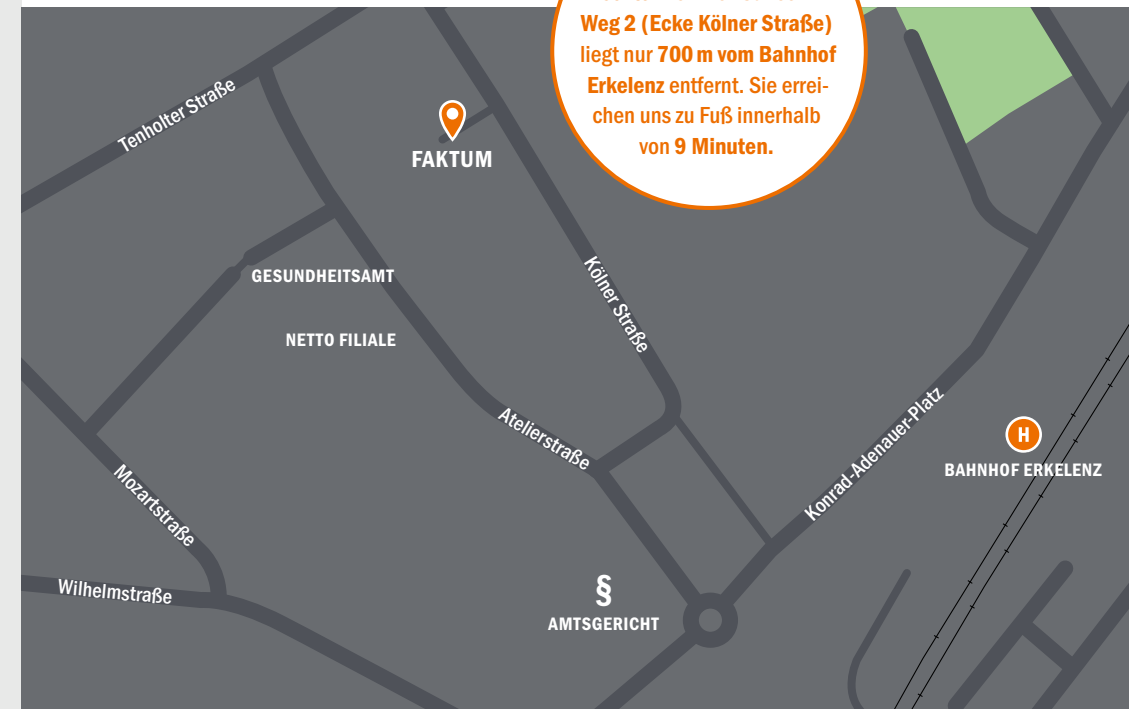 Weg 2 (Ecke Kölner Straße)
liegt nur 700 m vom Bahnhof
Erkelenz entfernt. Sie errei-
chen uns zu Fuß innerhalb
von 9 Minuten.
Tenholter Straße
FAKTUM
GESUNDHEITSAMT
Kölner Straße
NETTO FILIALE
Atelierstraße
Konrad-Adenauer-Platz
H
BAHNHOF ERKELENZ
Mozartstraße
Wilhelmstraße
§
AMTSGERICHT